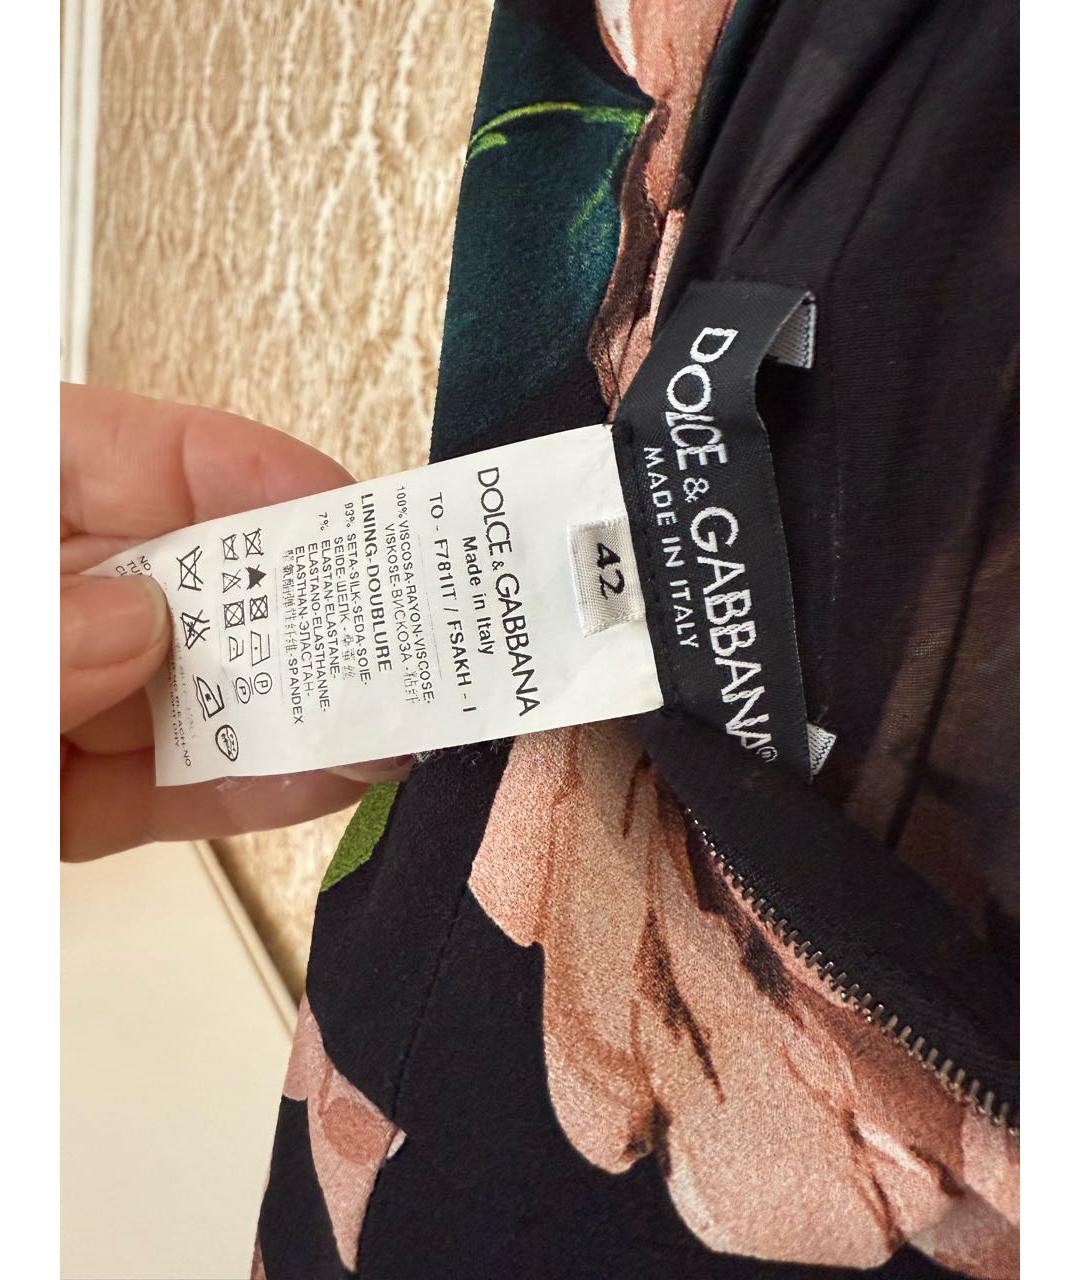 DOLCE & GABBANA
MADE IN ITALY
42
DOLCE & GABBANA
Made in Italy
TO - F781IT / FSAKH - I
100% VISCOSA-RAYON-VISCOSE-
VISKOSE-ВИСКОЗА
LINING-DOUBLURE
93% SETA-SILK-SEDA-SOIE-
SEIDE-ШЕЛК-
7% ELASTAN-ELASTANE-
ELASTANO-ELASTHANNE-
ELASTHAN-ЭЛАСТАН-
SPANDEX
P
P